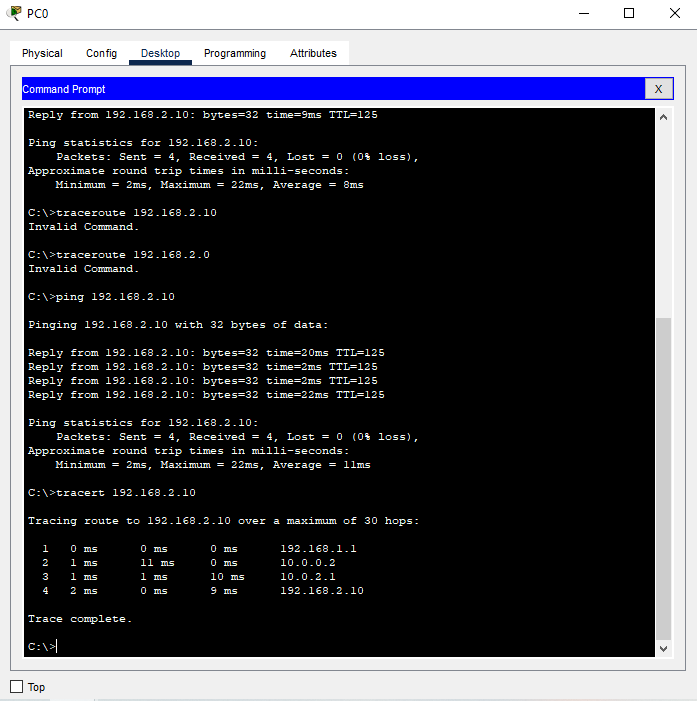 PC0
Physical Config Desktop Programming Attributes
Command Prompt X
Reply from 192.168.2.10: bytes=32 time=9ms TTL=125
Ping statistics for 192.168.2.10:
Packets: Sent = 4, Received = 4, Lost = 0 (0% loss),
Approximate round trip times in milli-seconds:
Minimum = 2ms, Maximum = 22ms, Average = 8ms
C:\>traceroute 192.168.2.10
Invalid Command.
C:\>traceroute 192.168.2.0
Invalid Command.
C:\>ping 192.168.2.10
Pinging 192.168.2.10 with 32 bytes of data:
Reply from 192.168.2.10: bytes=32 time=20ms TTL=125
Reply from 192.168.2.10: bytes=32 time=2ms TTL=125
Reply from 192.168.2.10: bytes=32 time=2ms TTL=125
Reply from 192.168.2.10: bytes=32 time=22ms TTL=125
Ping statistics for 192.168.2.10:
Packets: Sent = 4, Received = 4, Lost = 0 (0% loss),
Approximate round trip times in milli-seconds:
Minimum = 2ms, Maximum = 22ms, Average = 11ms
C:\>tracert 192.168.2.10
Tracing route to 192.168.2.10 over a maximum of 30 hops:
1 0 ms 0 ms 0 ms 192.168.1.1
2 1 ms 11 ms 0 ms 10.0.0.2
3 1 ms 1 ms 10 ms 10.0.2.1
4 2 ms 0 ms 9 ms 192.168.2.10
Trace complete.
C:\>
Top